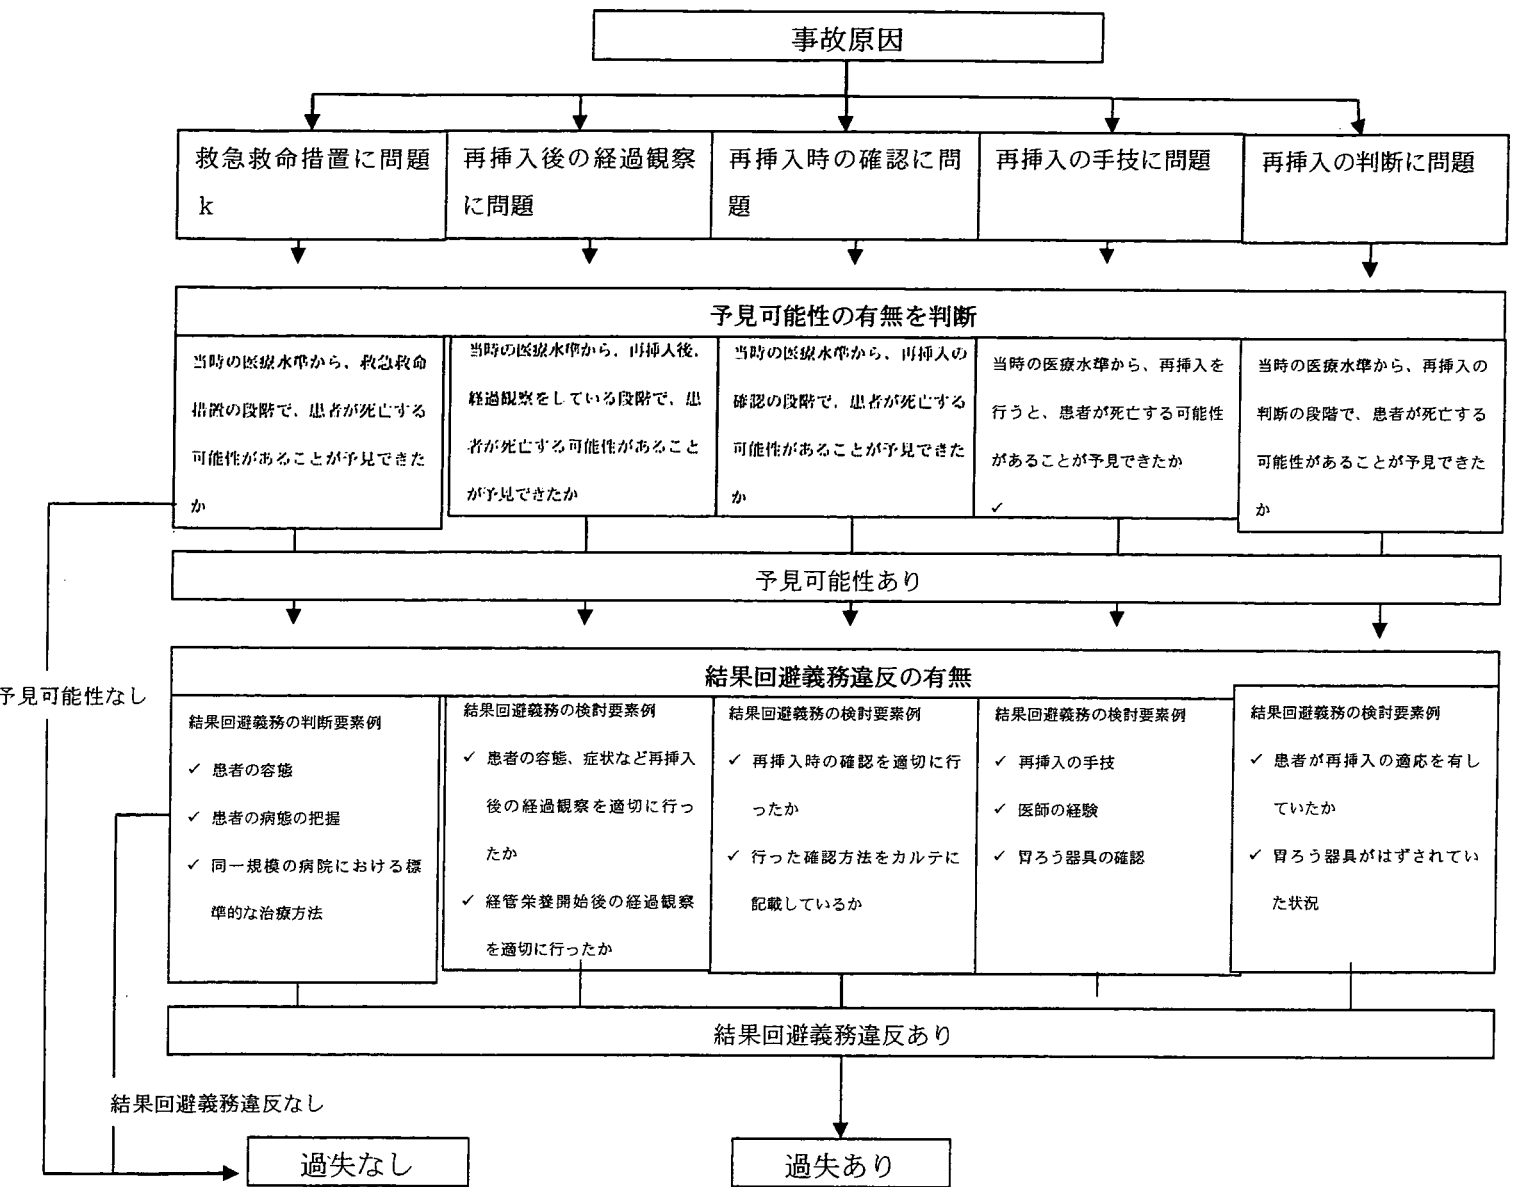 事故原因
救急救命措置に問題
k
再挿入後の経過観察
に問題
再挿入時の確認に問
題
再挿入の手技に問題
再挿入の判断に問題
予見可能性の有無を判断
当時の医療水準から、救急救命
措置の段階で、患者が死亡する
可能性があることが予見できた
か
当時の医療水準から、再挿入後、
経過観察をしている段階で、患
者が死亡する可能性があること
が予見できたか
当時の医療水準から、再挿入の
確認の段階で、患者が死亡する
可能性があることが予見できた
か
当時の医療水準から、再挿入を
行うと、患者が死亡する可能性
があることが予見できたか
✓
当時の医療水準から、再挿入の
判断の段階で、患者が死亡する
可能性があることが予見できた
か
予見可能性あり
結果回避義務違反の有無
予見可能性なし
結果回避義務の判断要素例
✓ 患者の容態
✓ 患者の病態の把握
✓ 同一規模の病院における標
準的な治療方法
結果回避義務の検討要素例
✓ 患者の容態、症状など再挿入
後の経過観察を適切に行っ
たか
✓ 経管栄養開始後の経過観察
を適切に行ったか
結果回避義務の検討要素例
✓ 再挿入時の確認を適切に行
ったか
✓ 行った確認方法をカルテに
記載しているか
結果回避義務の検討要素例
✓ 再挿入の手技
✓ 医師の経験
✓ 胃ろう器具の確認
結果回避義務の検討要素例
✓ 患者が再挿入の適応を有し
ていたか
✓ 胃ろう器具がはずされてい
た状況
結果回避義務違反あり
結果回避義務違反なし
過失なし
過失あり